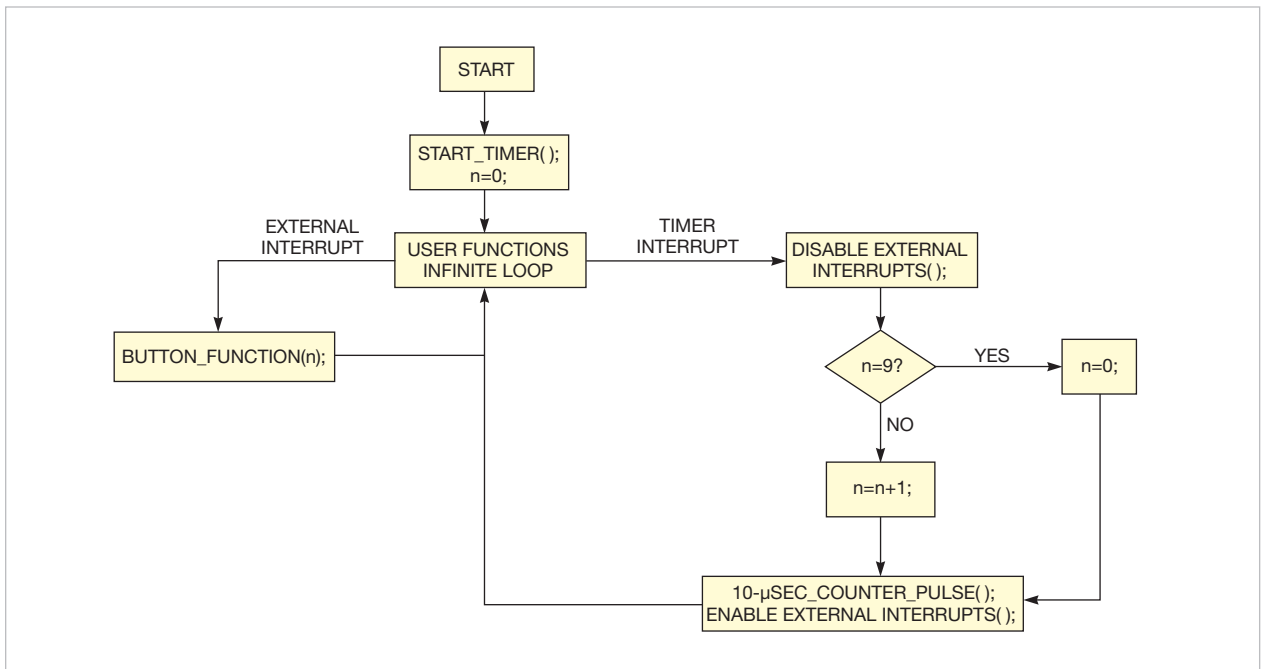 START
START_TIMER( );
n=0;
EXTERNAL
INTERRUPT
USER FUNCTIONS
INFINITE LOOP
TIMER
INTERRUPT
DISABLE EXTERNAL
INTERRUPTS( );
BUTTON_FUNCTION(n);
n=9?
YES
n=0;
NO
n=n+1;
10-µSEC_COUNTER_PULSE( );
ENABLE EXTERNAL INTERRUPTS( );